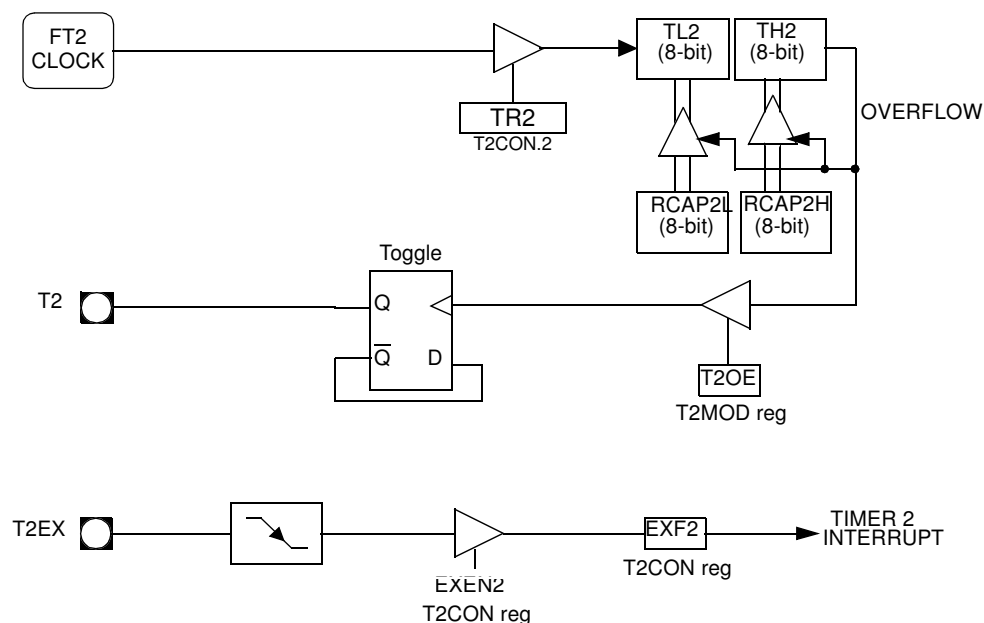 FT2
CLOCK
TR2
T2CON.2
TL2
(8-bit)
TH2
(8-bit)
OVERFLOW
RCAP2L
(8-bit)
RCAP2H
(8-bit)
Toggle
T2
Q
Q
D
T2OE
T2MOD reg
T2EX
EXEN2
T2CON reg
EXF2
T2CON reg
TIMER 2
INTERRUPT